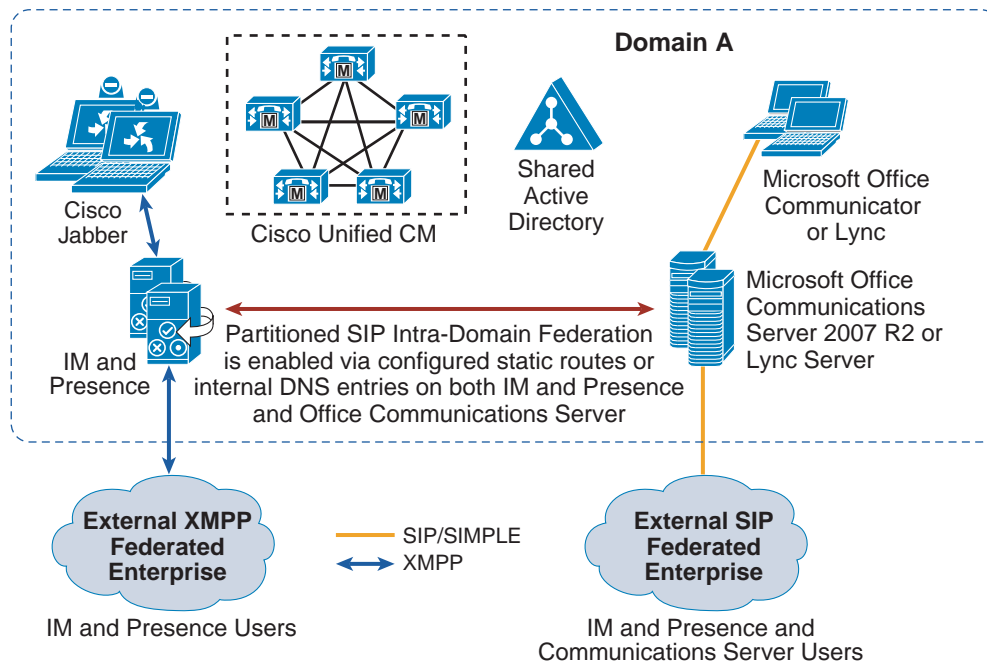 Domain A
M
M
M
M
M
Cisco
Jabber
Cisco Unified CM
Shared
Active
Directory
Microsoft Office
Communicator
or Lync
IM and
Presence
Partitioned SIP Intra-Domain Federation
is enabled via configured static routes or
internal DNS entries on both IM and Presence
and Office Communications Server
Microsoft Office
Communications
Server 2007 R2 or
Lync Server
External XMPP
Federated
Enterprise
IM and Presence Users
SIP/SIMPLE
XMPP
External SIP
Federated
Enterprise
IM and Presence and
Communications Server Users